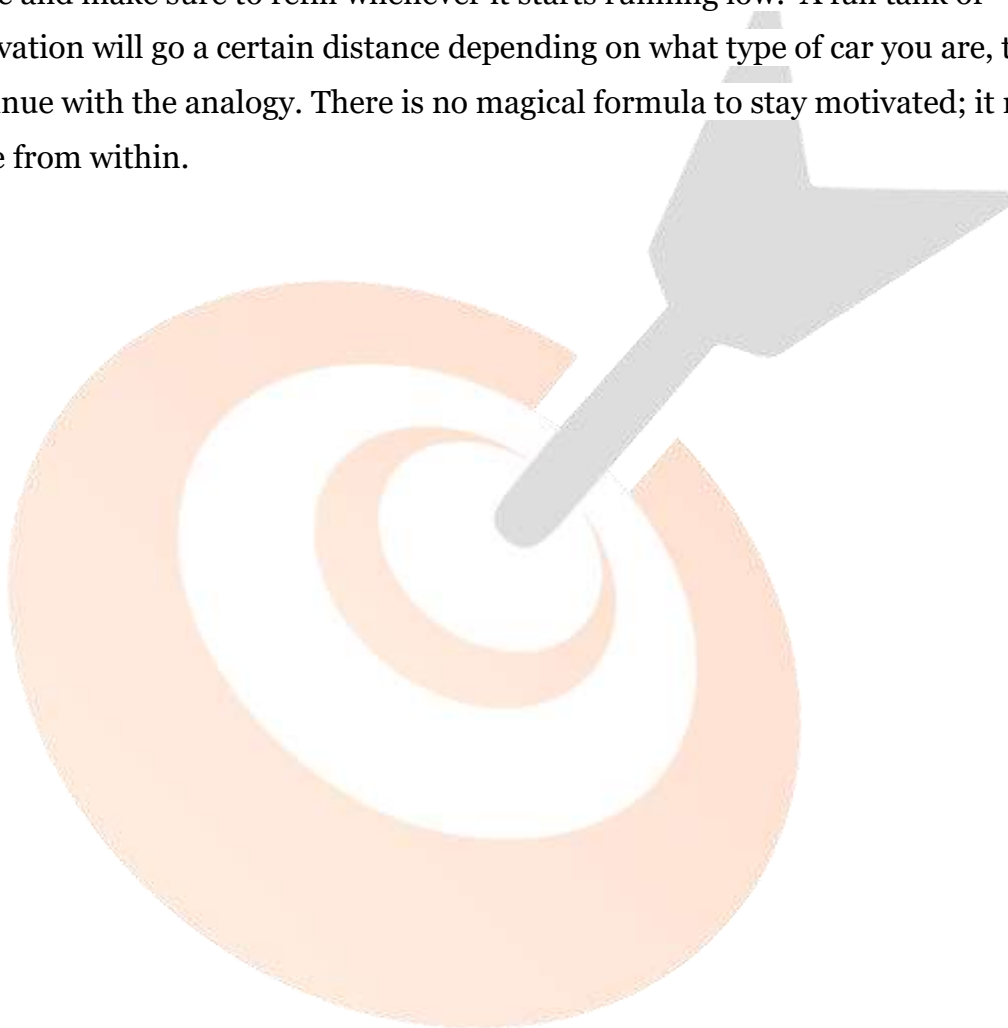 and make sure to refill whenever it starts running low? A full tank of
vation will go a certain distance depending on what type of car you are, t
nue with the analogy. There is no magical formula to stay motivated; it
e from within.